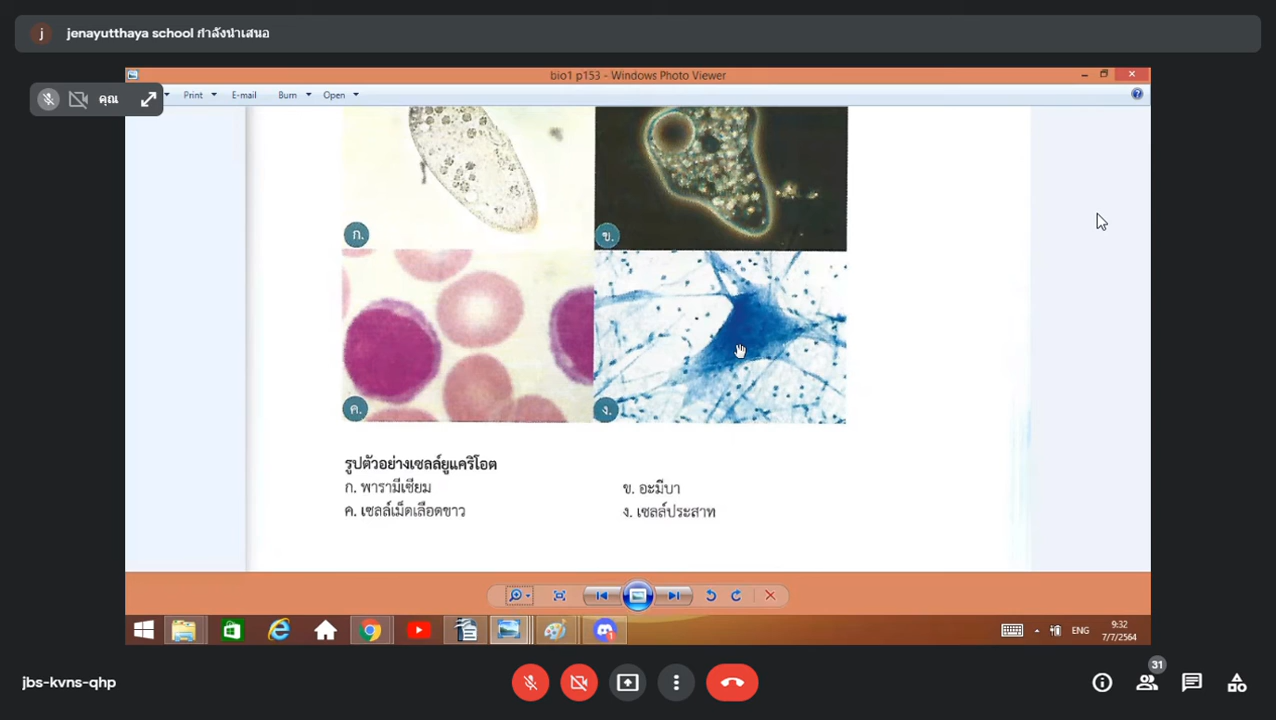 j jenayutthaya school กำลังนำเสนอ
bio1 p153 - Windows Photo Viewer
คุณ
Print E-mail Burn Open
ก.
ข.
ค.
ง.
รูปตัวอย่างเซลล์ยูแคริโอต
ก. พารามีเซียม
ข. อะมีบา
ค. เซลล์เม็ดเลือดขาว
ง. เซลล์ประสาท
ENG
9:32
7/7/2564
jbs-kvns-qhp
31